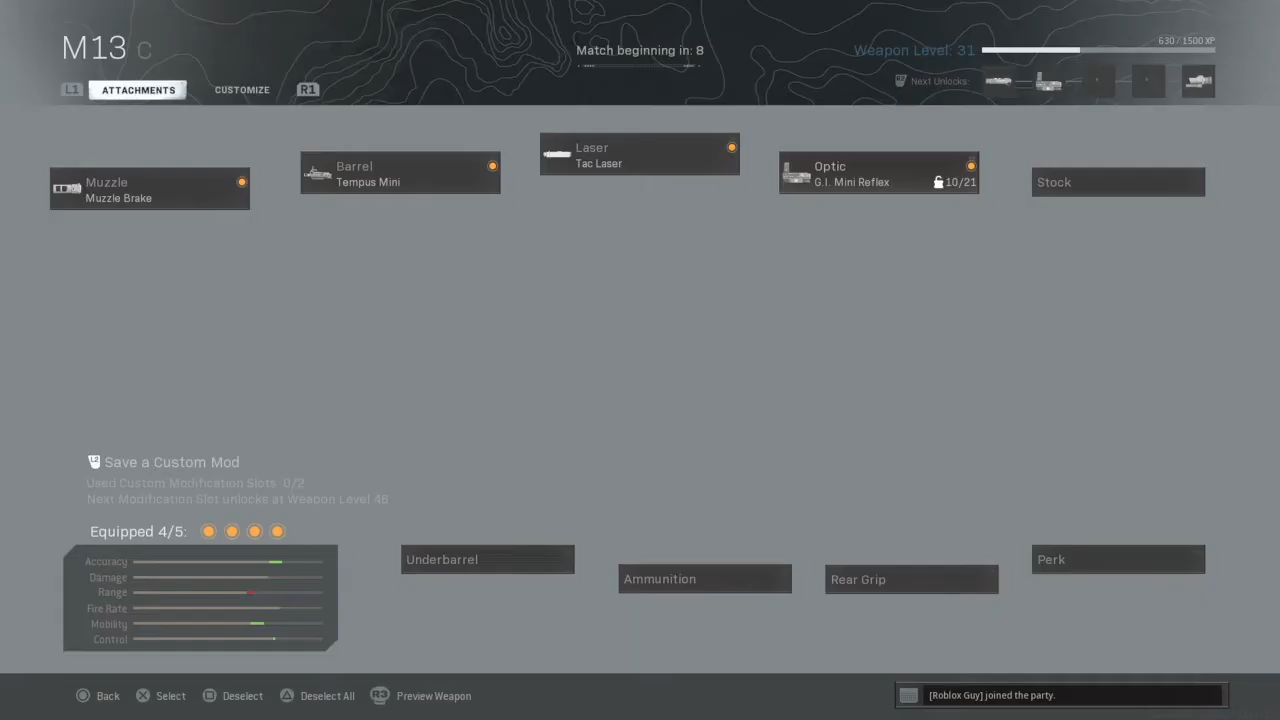 M13 C
Match beginning in: 8
Weapon Level: 31
630 / 1500 XP
L1 ATTACHMENTS CUSTOMIZE R1
Next Unlocks:
Muzzle
Muzzle Brake
Barrel
Tempus Mini
Laser
Tac Laser
Optic
G.I. Mini Reflex 10/21
Stock
L2 Save a Custom Mod
Used Custom Modification Slots 0/2
Next Modification Slot unlocks at Weapon Level 46
Equipped 4/5:
Accuracy
Damage
Range
Fire Rate
Mobility
Control
Underbarrel
Ammunition
Rear Grip
Perk
Back Select Deselect Deselect All R3 Preview Weapon
[Roblox Guy] joined the party.